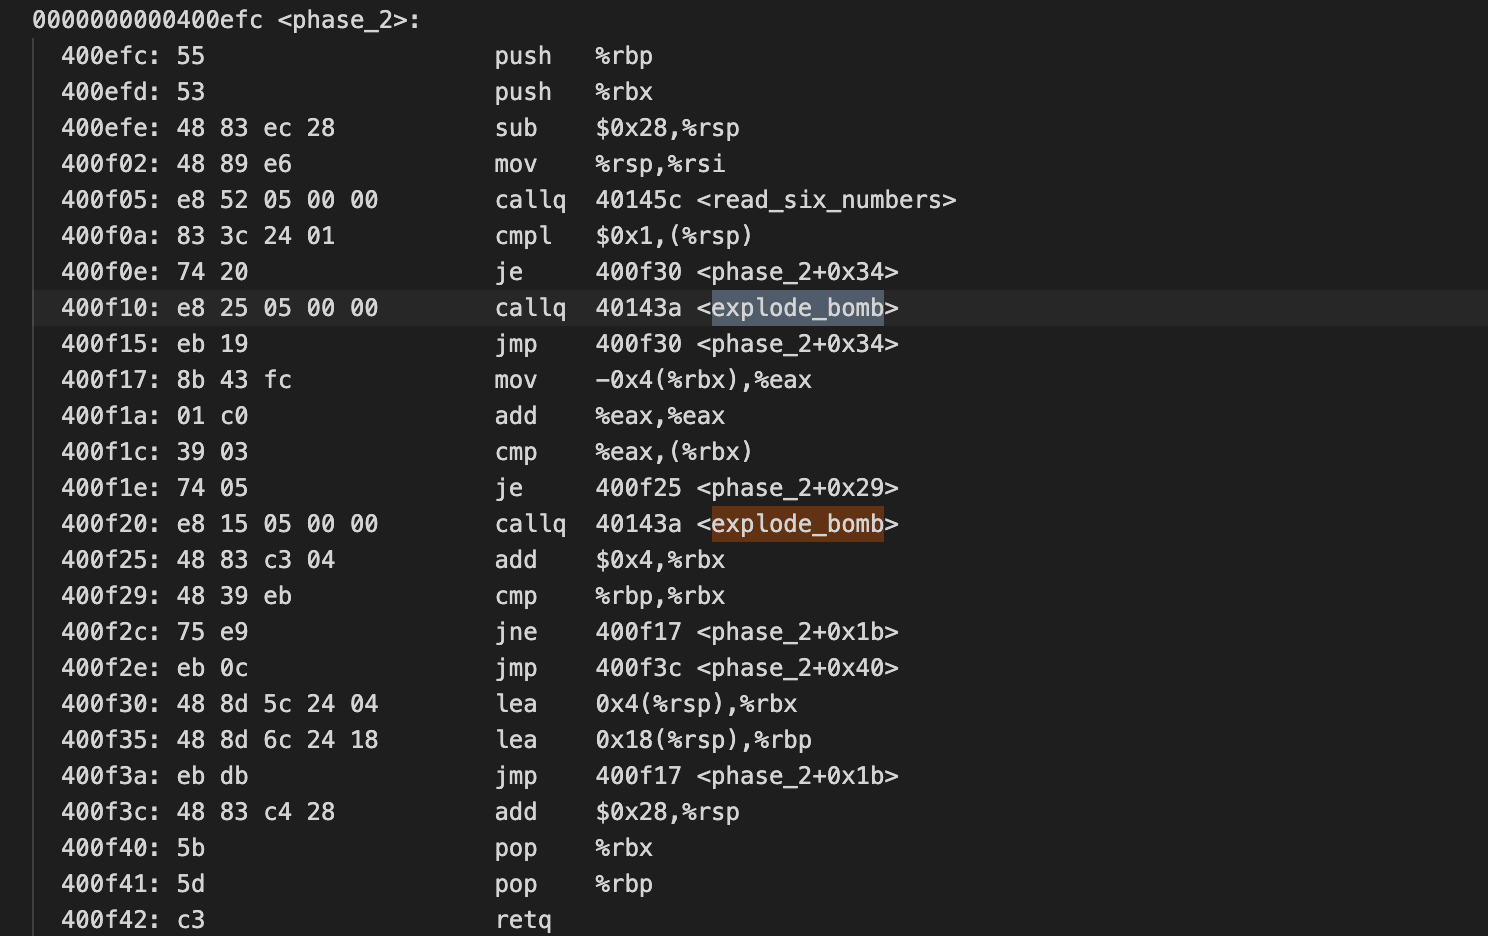 0000000000400efc <phase_2>:
400efc: 55 push %rbp
400efd: 53 push %rbx
400efe: 48 83 ec 28 sub $0x28,%rsp
400f02: 48 89 e6 mov %rsp,%rsi
400f05: e8 52 05 00 00 callq 40145c <read_six_numbers>
400f0a: 83 3c 24 01 cmpl $0x1,(%rsp)
400f0e: 74 20 je 400f30 <phase_2+0x34>
400f10: e8 25 05 00 00 callq 40143a <explode_bomb>
400f15: eb 19 jmp 400f30 <phase_2+0x34>
400f17: 8b 43 fc mov -0x4(%rbx),%eax
400f1a: 01 c0 add %eax,%eax
400f1c: 39 03 cmp %eax,(%rbx)
400f1e: 74 05 je 400f25 <phase_2+0x29>
400f20: e8 15 05 00 00 callq 40143a <explode_bomb>
400f25: 48 83 c3 04 add $0x4,%rbx
400f29: 48 39 eb cmp %rbp,%rbx
400f2c: 75 e9 jne 400f17 <phase_2+0x1b>
400f2e: eb 0c jmp 400f3c <phase_2+0x40>
400f30: 48 8d 5c 24 04 lea 0x4(%rsp),%rbx
400f35: 48 8d 6c 24 18 lea 0x18(%rsp),%rbp
400f3a: eb db jmp 400f17 <phase_2+0x1b>
400f3c: 48 83 c4 28 add $0x28,%rsp
400f40: 5b pop %rbx
400f41: 5d pop %rbp
400f42: c3 retq